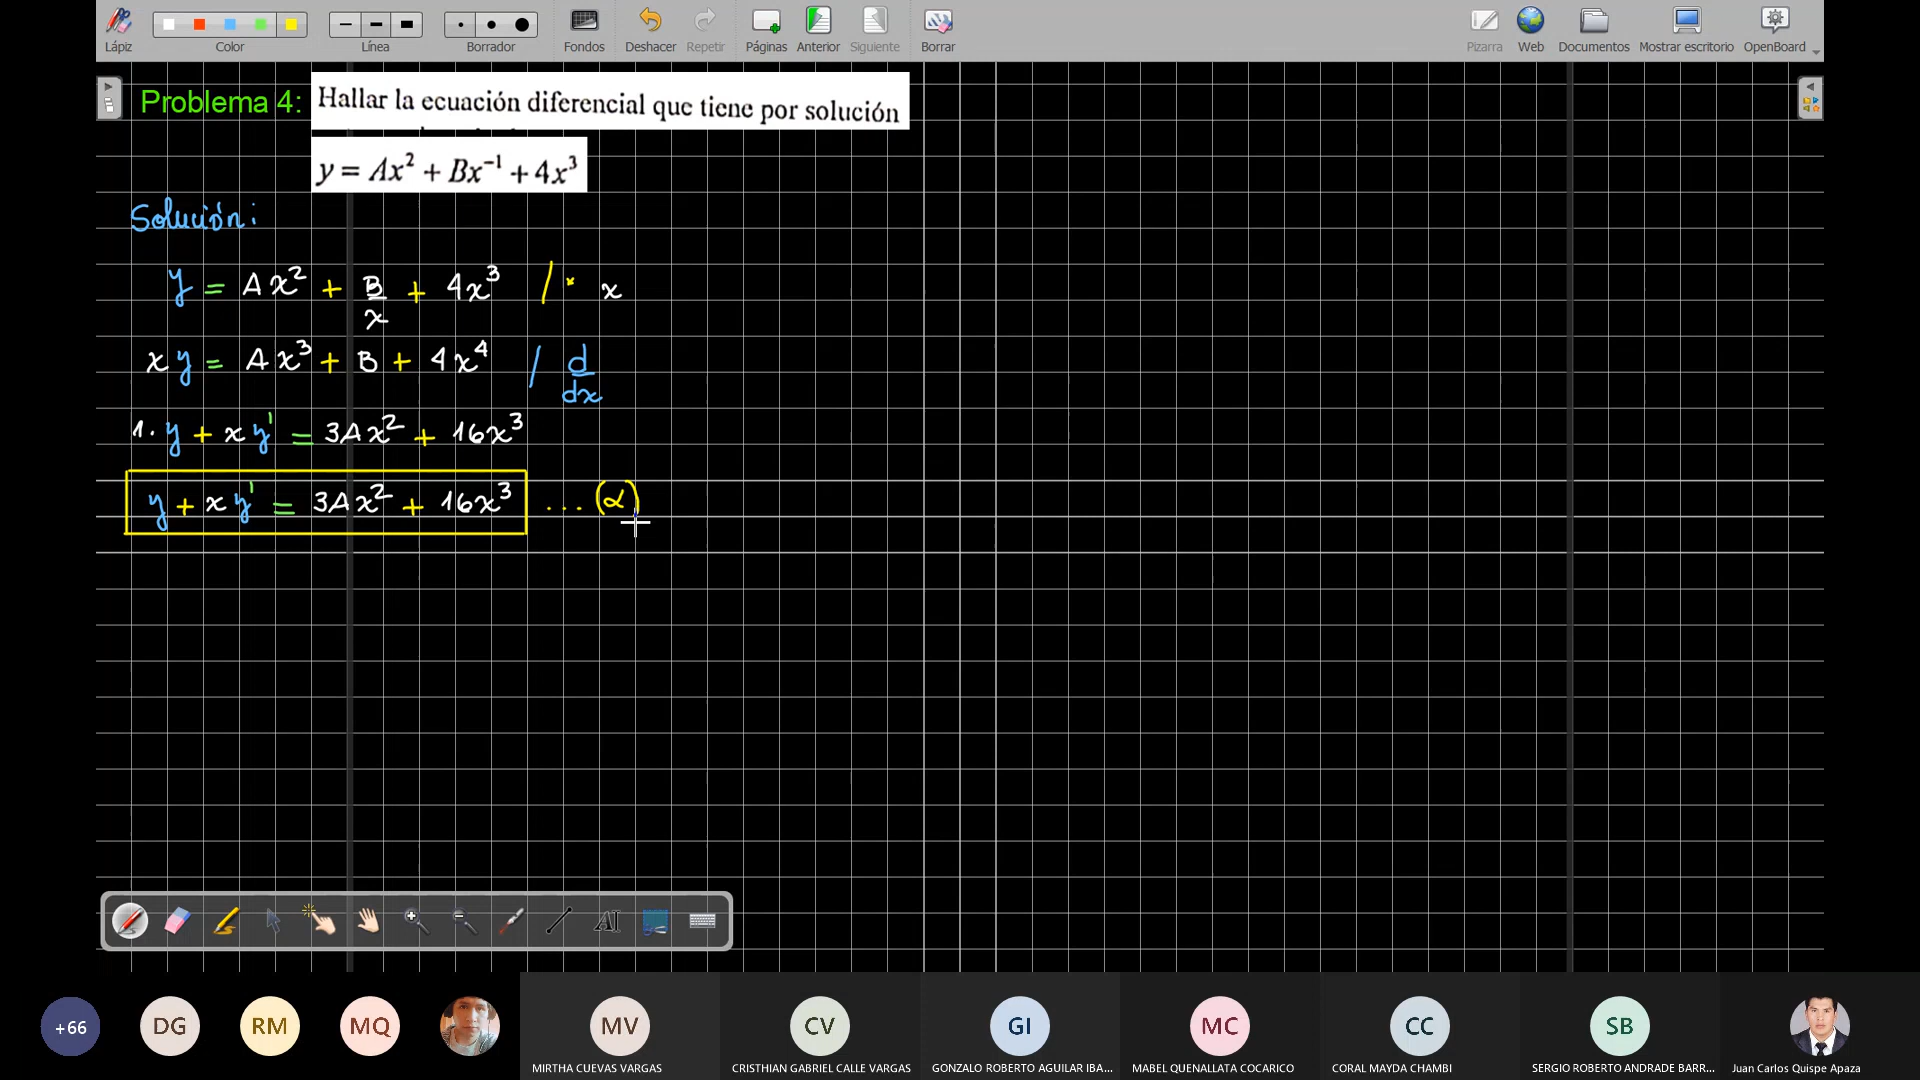 Lápiz Color Línea Borrador Fondos Deshacer Repetir Páginas Anterior Siguiente Borrar Pizarra Web Documentos Mostrar escritorio OpenBoard
Problema 4: Hallar la ecuación diferencial que tiene por solución
y = Ax² + Bx⁻¹ + 4x³
Solución:
y = Ax² + B/x + 4x³ / · x
xy = Ax³ + B + 4x⁴ / d/dx
1·y + xy' = 3Ax² + 16x³
y + xy' = 3Ax² + 16x³ ... (α)
AI
+66 DG RM MQ MV CV GI MC CC SB
MIRTHA CUEVAS VARGAS CRISTHIAN GABRIEL CALLE VARGAS GONZALO ROBERTO AGUILAR IBA... MABEL QUENALLATA COCARICO CORAL MAYDA CHAMBI SERGIO ROBERTO ANDRADE BARR... Juan Carlos Quispe Apaza